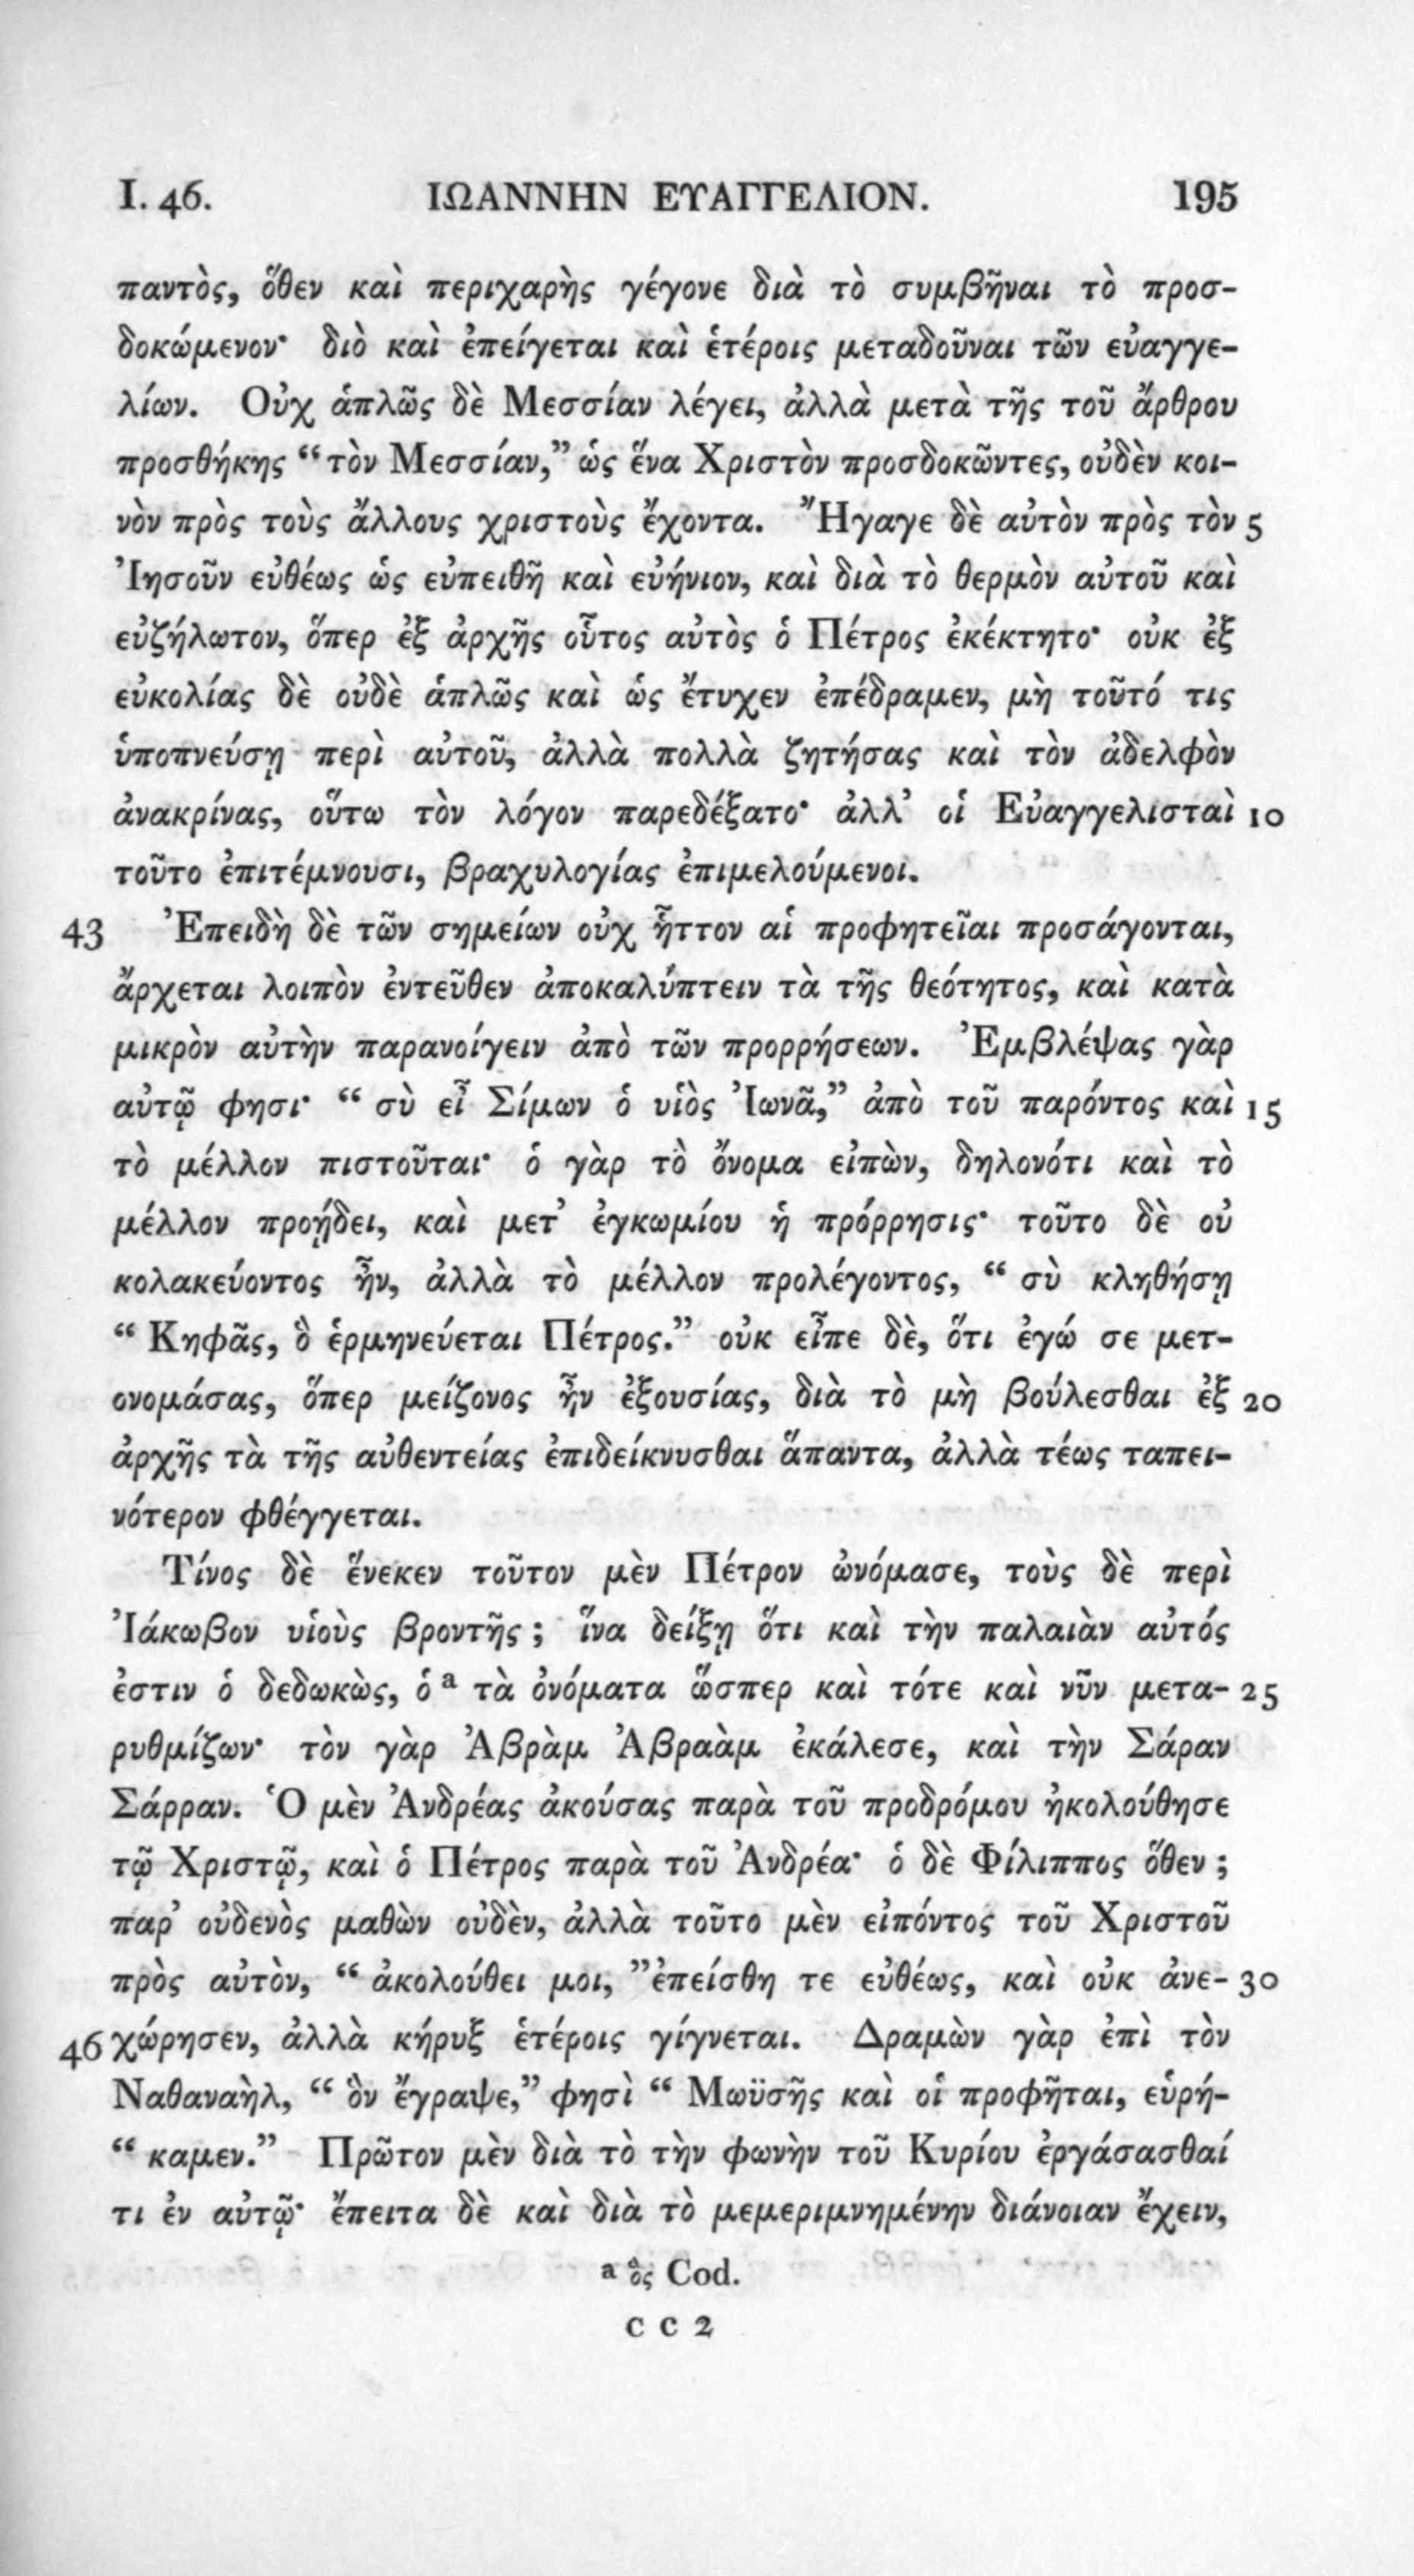 I. 46. ΙΩΑΝΝΗΝ ΕΥΑΓΓΕΛΙΟΝ. 195
παντὸς, ὅθεν καὶ περιχαρὴς γέγονε διὰ τὸ συμβῆναι τὸ προσ-
δοκώμενον· διὸ καὶ ἐπείγεται καὶ ἑτέροις μεταδοῦναι τῶν εὐαγγε-
λίων. Οὐχ ἁπλῶς δὲ Μεσσίαν λέγει, ἀλλὰ μετὰ τῆς τοῦ ἄρθρου
προσθήκης “τὸν Μεσσίαν,” ὡς ἕνα Χριστὸν προσδοκῶντες, οὐδὲν κοι-
νὸν πρὸς τοὺς ἄλλους χριστοὺς ἔχοντα. Ἤγαγε δὲ αὐτὸν πρὸς τὸν 5
Ἰησοῦν εὐθέως ὡς εὐπειθῆ καὶ εὐήνιον, καὶ διὰ τὸ θερμὸν αὐτοῦ καὶ
εὐζήλωτον, ὅπερ ἐξ ἀρχῆς οὗτος αὐτὸς ὁ Πέτρος ἐκέκτητο· οὐκ ἐξ
εὐκολίας δὲ οὐδὲ ἁπλῶς καὶ ὡς ἔτυχεν ἐπέδραμεν, μὴ τοῦτό τις
ὑποπνεύσῃ περὶ αὐτοῦ, ἀλλὰ πολλὰ ζητήσας καὶ τὸν ἀδελφὸν
ἀνακρίνας, οὕτω τὸν λόγον παρεδέξατο· ἀλλ’ οἱ Εὐαγγελισταὶ 10
τοῦτο ἐπιτέμνουσι, βραχυλογίας ἐπιμελούμενοι.
43 Ἐπειδὴ δὲ τῶν σημείων οὐχ ἧττον αἱ προφητεῖαι προσάγονται,
ἄρχεται λοιπὸν ἐντεῦθεν ἀποκαλύπτειν τὰ τῆς θεότητος, καὶ κατὰ
μικρὸν αὐτὴν παρανοίγειν ἀπὸ τῶν προρρήσεων. Ἐμβλέψας γὰρ
αὐτῷ φησι· “ σὺ εἶ Σίμων ὁ υἱὸς Ἰωνᾶ,” ἀπὸ τοῦ παρόντος καὶ 15
τὸ μέλλον πιστοῦται· ὁ γὰρ τὸ ὄνομα εἰπὼν, δηλονότι καὶ τὸ
μέλλον προῄδει, καὶ μετ’ ἐγκωμίου ἡ πρόρρησις· τοῦτο δὲ οὐ
κολακεύοντος ἦν, ἀλλὰ τὸ μέλλον προλέγοντος, “ σὺ κληθήσῃ
“ Κηφᾶς, ὃ ἑρμηνεύεται Πέτρος.” οὐκ εἶπε δὲ, ὅτι ἐγώ σε μετ-
ονομάσας, ὅπερ μείζονος ἦν ἐξουσίας, διὰ τὸ μὴ βούλεσθαι ἐξ 20
ἀρχῆς τὰ τῆς αὐθεντείας ἐπιδείκνυσθαι ἅπαντα, ἀλλὰ τέως ταπει-
νότερον φθέγγεται.
Τίνος δὲ ἕνεκεν τοῦτον μὲν Πέτρον ὠνόμασε, τοὺς δὲ περὶ
Ἰάκωβον υἱοὺς βροντῆς ; ἵνα δείξῃ ὅτι καὶ τὴν παλαιὰν αὐτός
ἐστιν ὁ δεδωκὼς, ὁ a τὰ ὀνόματα ὥσπερ καὶ τότε καὶ νῦν μετα- 25
ρυθμίζων· τὸν γὰρ Ἀβρὰμ Ἀβραὰμ ἐκάλεσε, καὶ τὴν Σάραν
Σάρραν. Ὁ μὲν Ἀνδρέας ἀκούσας παρὰ τοῦ προδρόμου ἠκολούθησε
τῷ Χριστῷ, καὶ ὁ Πέτρος παρὰ τοῦ Ἀνδρέα· ὁ δὲ Φίλιππος ὅθεν ;
παρ’ οὐδενὸς μαθὼν οὐδὲν, ἀλλὰ τοῦτο μὲν εἰπόντος τοῦ Χριστοῦ
πρὸς αὐτὸν, “ ἀκολούθει μοι, ”ἐπείσθη τε εὐθέως, καὶ οὐκ ἀνε- 30
46 χώρησεν, ἀλλὰ κήρυξ ἑτέροις γίγνεται. Δραμὼν γὰρ ἐπὶ τὸν
Ναθαναὴλ, “ ὃν ἔγραψε,” φησὶ “ Μωϋσῆς καὶ οἱ προφῆται, εὑρή-
“ καμεν.” Πρῶτον μὲν διὰ τὸ τὴν φωνὴν τοῦ Κυρίου ἐργάσασθαί
τι ἐν αὐτῷ· ἔπειτα δὲ καὶ διὰ τὸ μεμεριμνημένην διάνοιαν ἔχειν,
a Cod.
C C 2